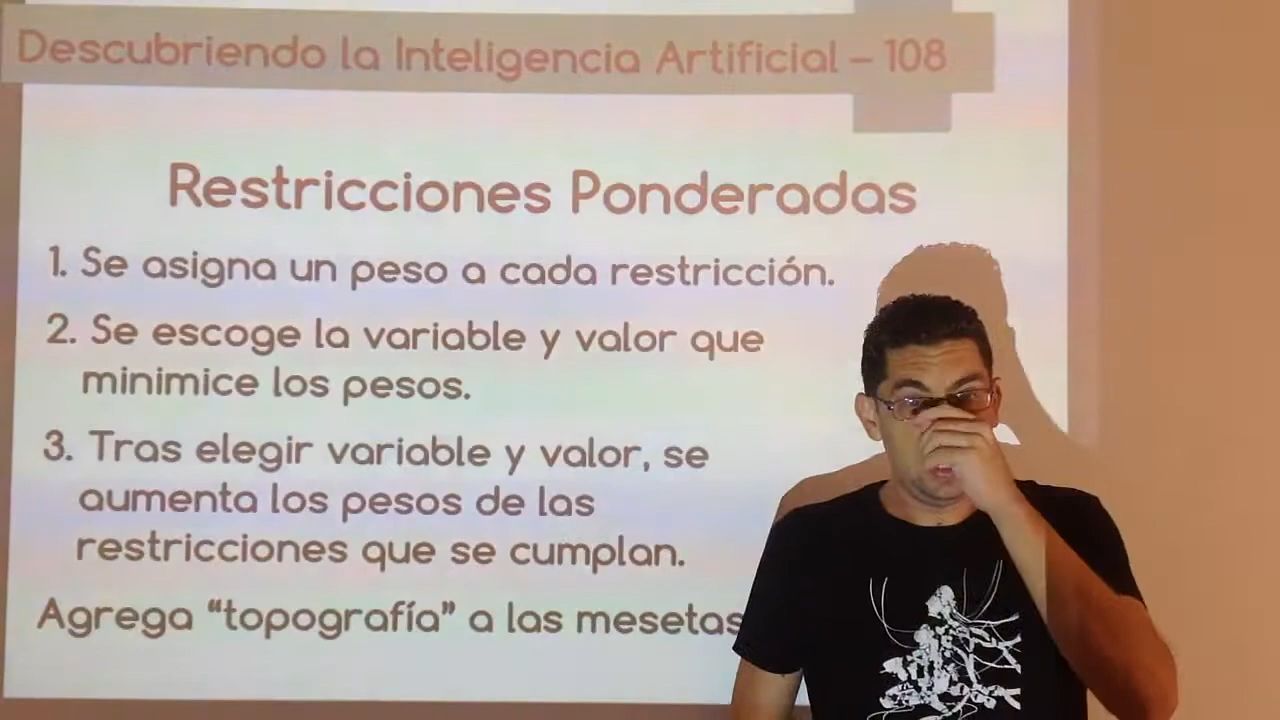 Descubriendo la Inteligencia Artificial – 108
Restricciones Ponderadas
1. Se asigna un peso a cada restricción.
2. Se escoge la variable y valor que
minimice los pesos.
3. Tras elegir variable y valor, se
aumenta los pesos de las
restricciones que se cumplan.
Agrega “topografía” a las mesetas